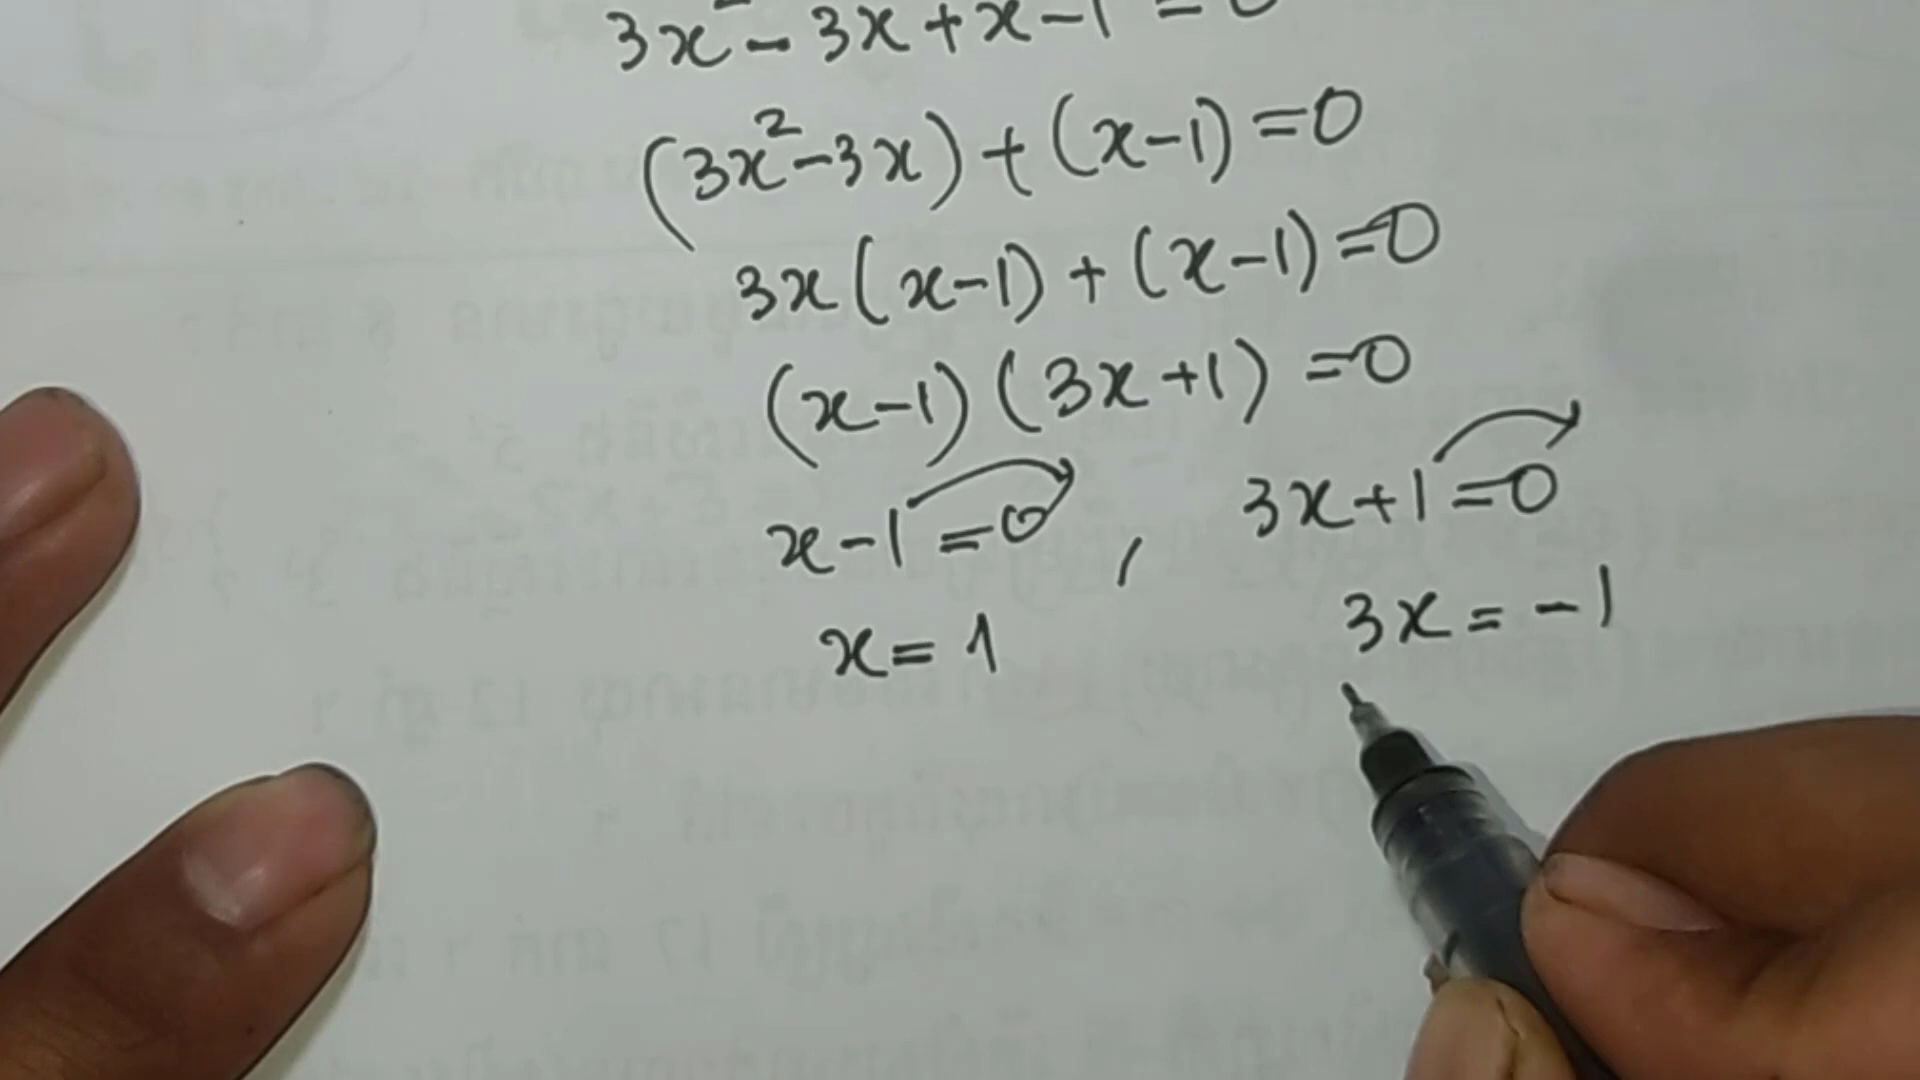 3x² - 3x + x - 1 = 0
(3x² - 3x) + (x - 1) = 0
3x(x - 1) + (x - 1) = 0
(x - 1)(3x + 1) = 0
x - 1 = 0 , 3x + 1 = 0
x = 1 3x = -1